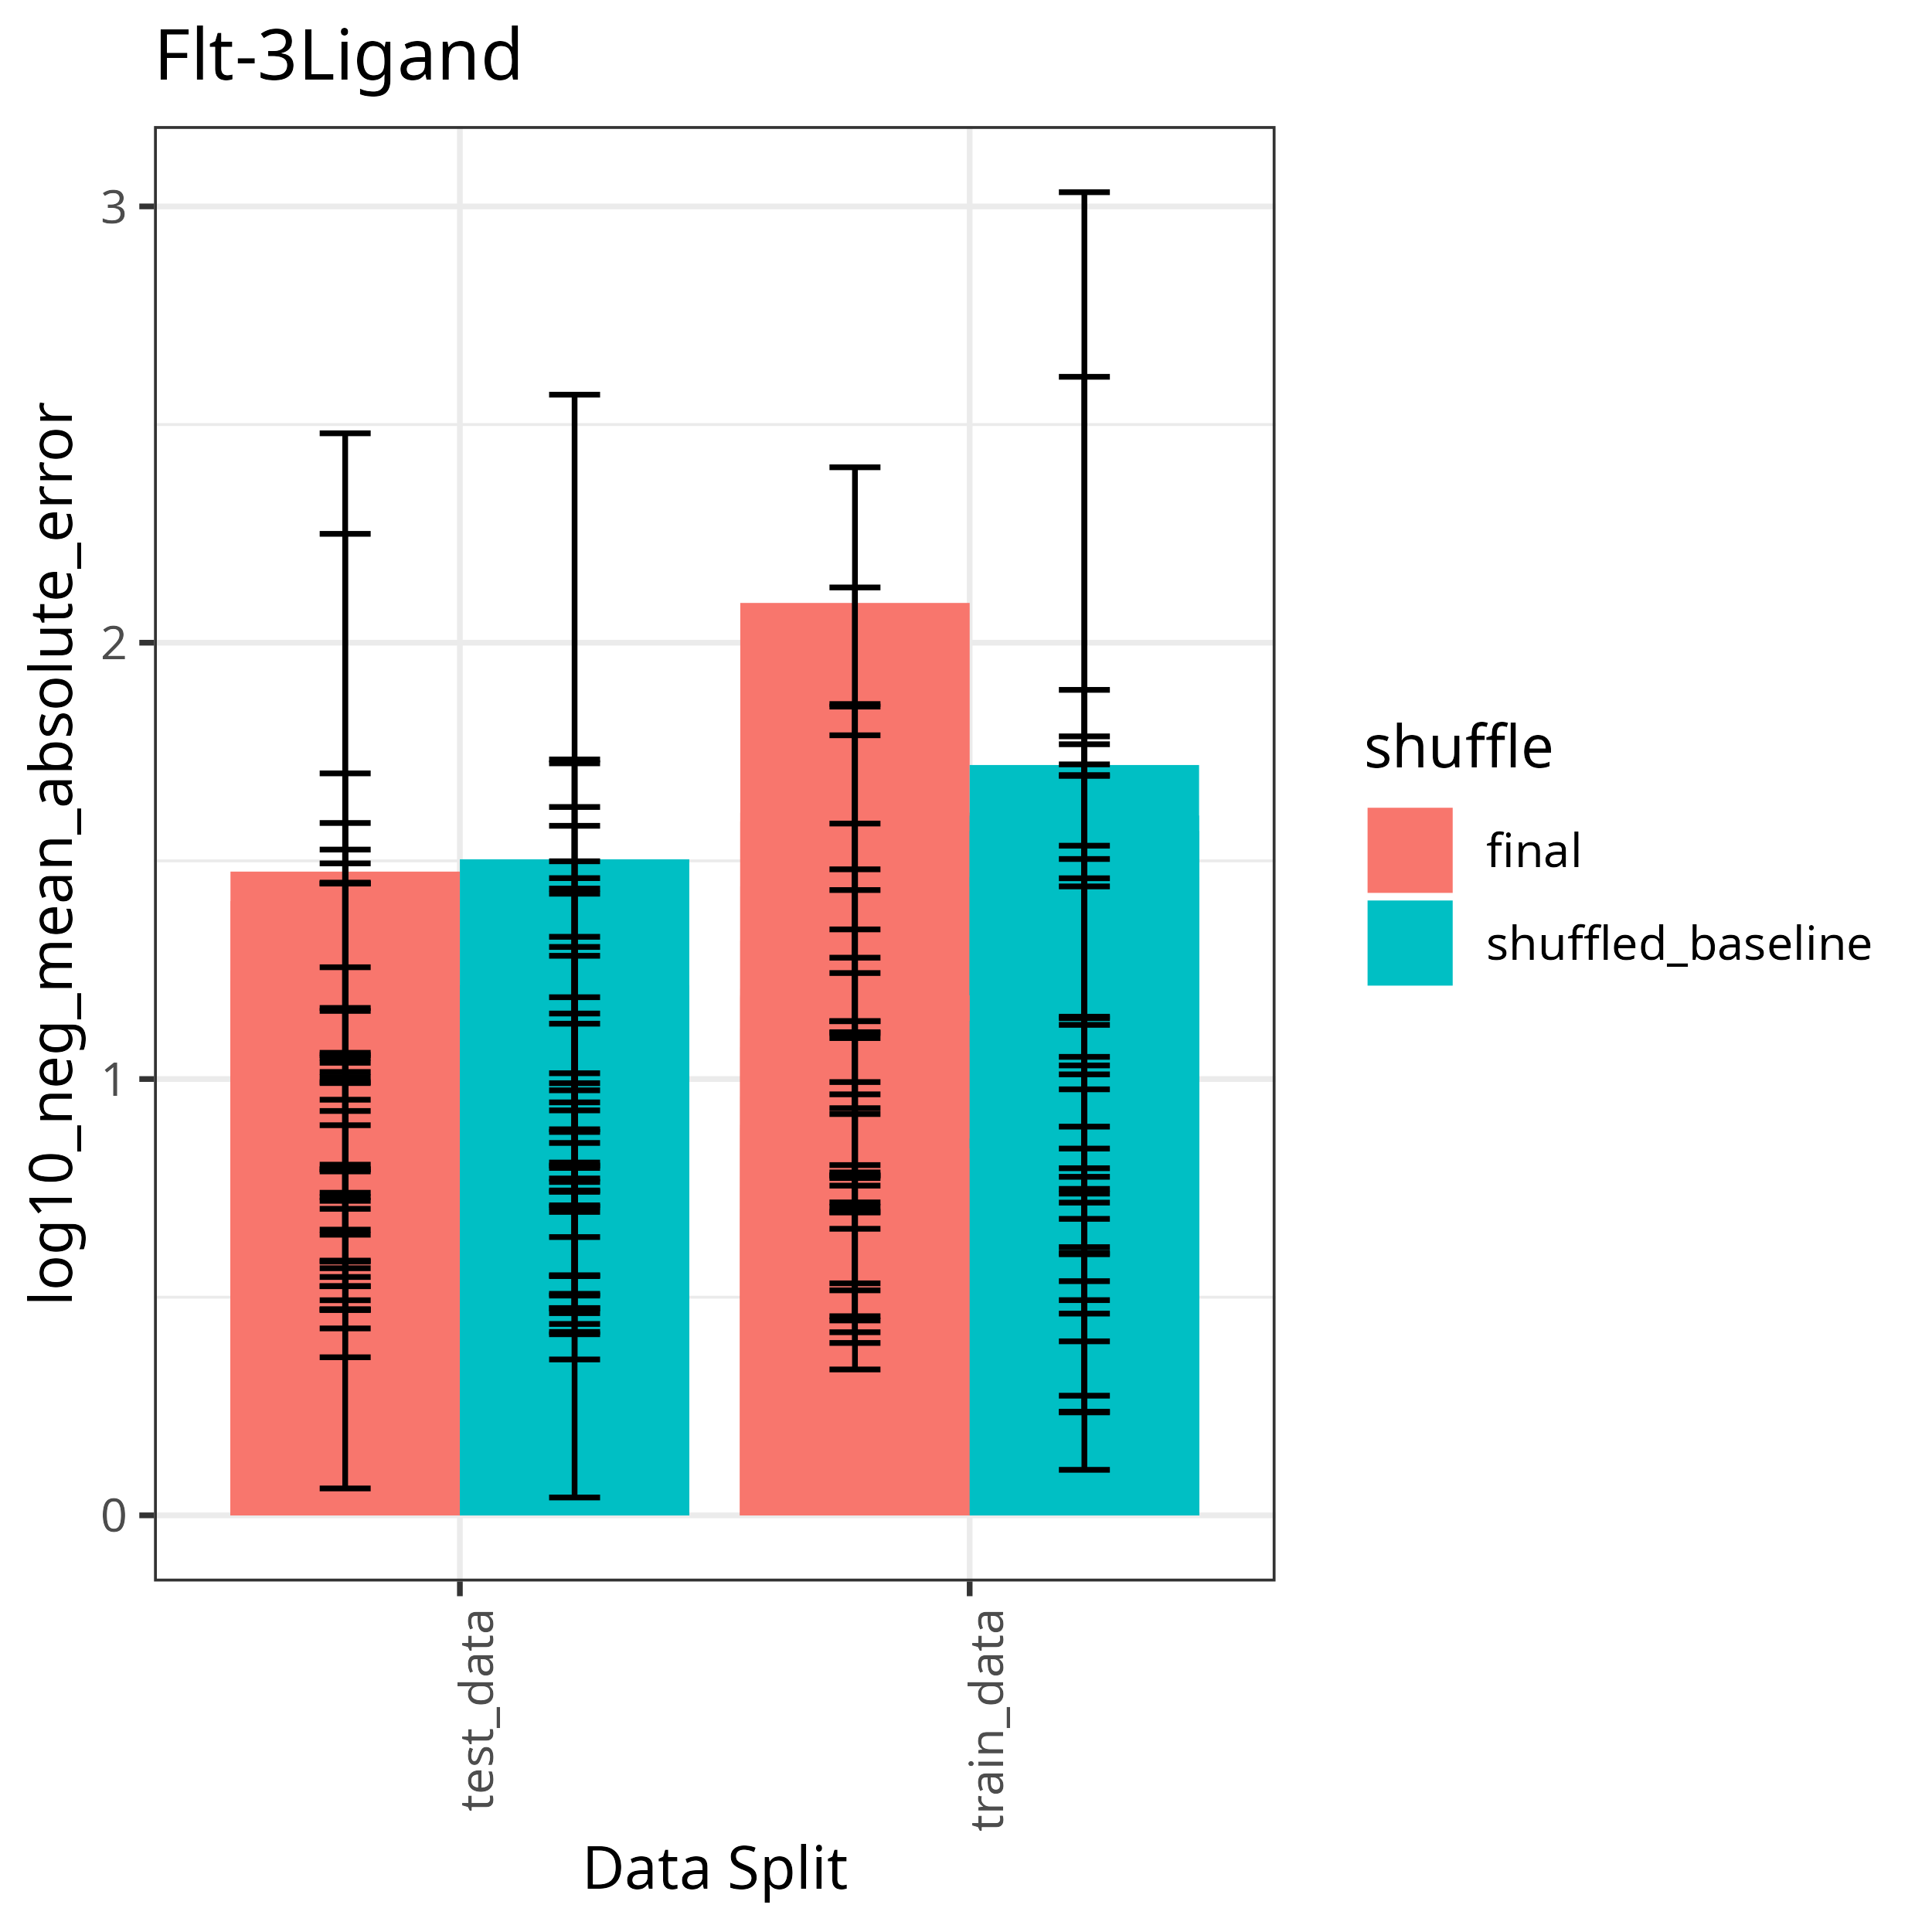 Flt-3Ligand
log10_neg_mean_absolute_error
3
2
1
0
test_data
train_data
Data Split
shuffle
final
shuffled_baseline